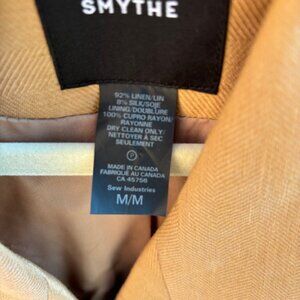 SMYTHE
92% LINEN/LIN
8% SILK/SOIE
LINING/DOUBLURE
100% CUPRO RAYON/
RAYONNE
DRY CLEAN ONLY/
NETTOYER À SEC
SEULEMENT
P
MADE IN CANADA
FABRIQUÉ AU CANADA
CA 45756
Sew Industries
M/M